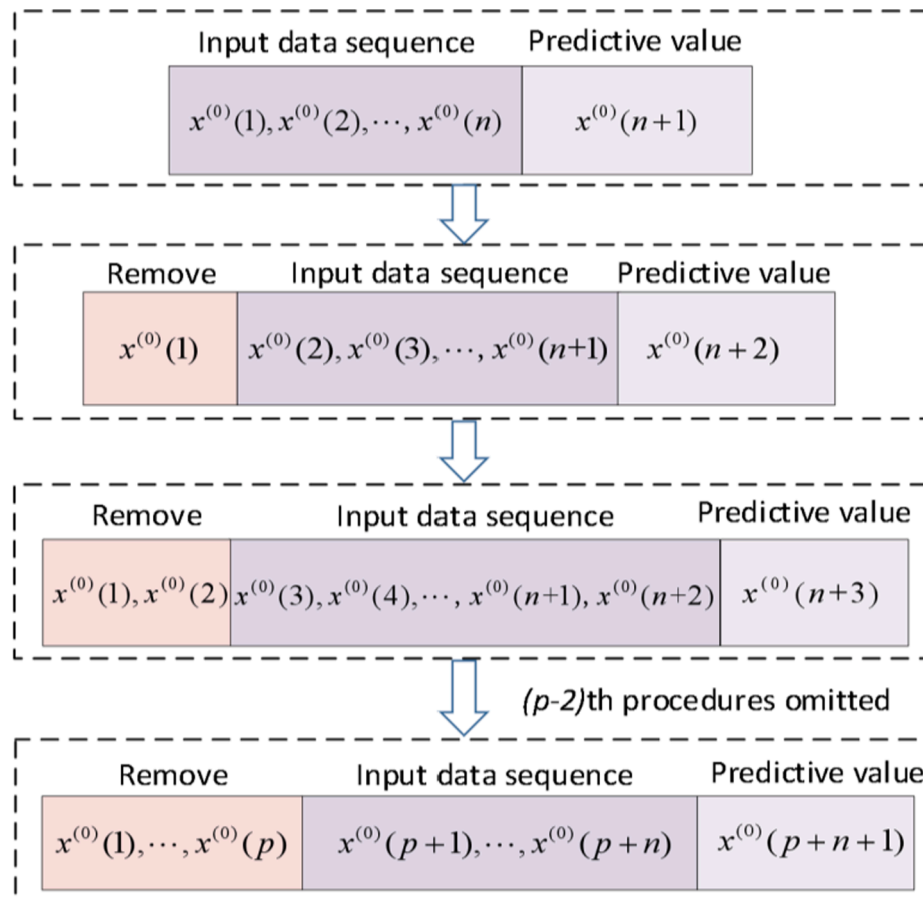 Input data sequence Predictive value
x⁽⁰⁾(1), x⁽⁰⁾(2), ⋯, x⁽⁰⁾(n) x⁽⁰⁾(n+1)
Remove Input data sequence Predictive value
x⁽⁰⁾(1) x⁽⁰⁾(2), x⁽⁰⁾(3), ⋯, x⁽⁰⁾(n+1) x⁽⁰⁾(n+2)
Remove Input data sequence Predictive value
x⁽⁰⁾(1), x⁽⁰⁾(2) x⁽⁰⁾(3), x⁽⁰⁾(4), ⋯, x⁽⁰⁾(n+1), x⁽⁰⁾(n+2) x⁽⁰⁾(n+3)
(p-2)th procedures omitted
Remove Input data sequence Predictive value
x⁽⁰⁾(1), ⋯, x⁽⁰⁾(p) x⁽⁰⁾(p+1), ⋯, x⁽⁰⁾(p+n) x⁽⁰⁾(p+n+1)